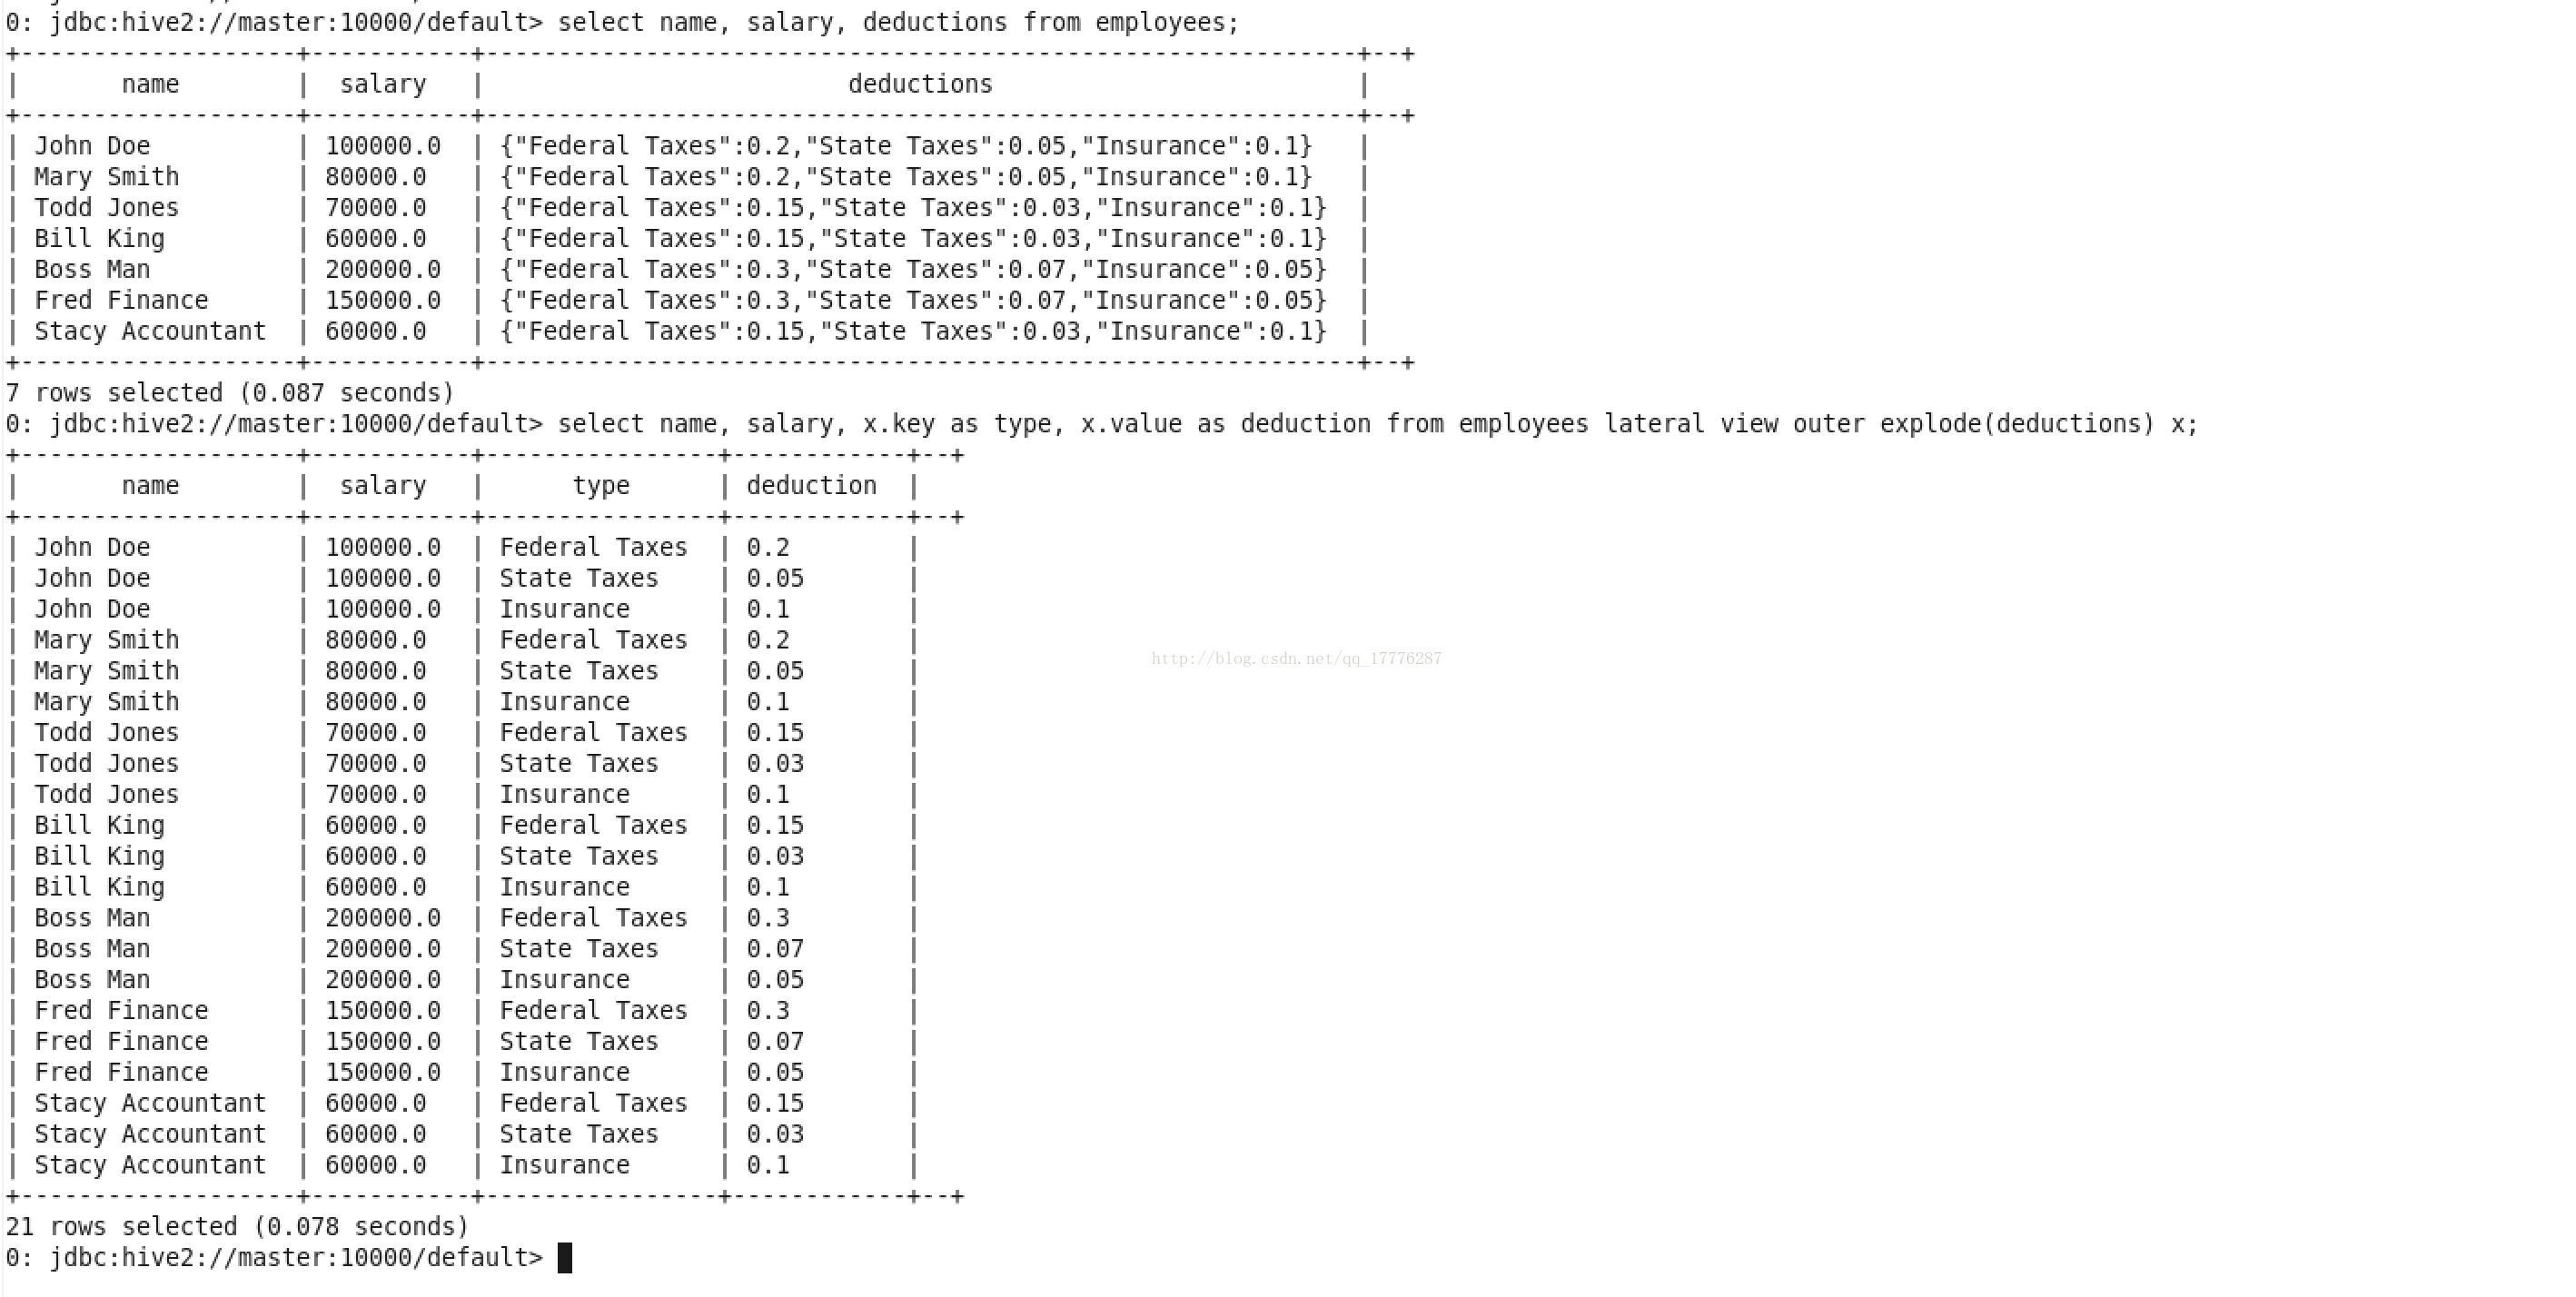 0: jdbc:hive2://master:10000/default> select name, salary, deductions from employees;
+-------------------+-----------+------------------------------------------------------------+--+
|       name        |  salary   |                         deductions                         |
+-------------------+-----------+------------------------------------------------------------+--+
| John Doe          | 100000.0  | {"Federal Taxes":0.2,"State Taxes":0.05,"Insurance":0.1}   |
| Mary Smith        | 80000.0   | {"Federal Taxes":0.2,"State Taxes":0.05,"Insurance":0.1}   |
| Todd Jones        | 70000.0   | {"Federal Taxes":0.15,"State Taxes":0.03,"Insurance":0.1}  |
| Bill King         | 60000.0   | {"Federal Taxes":0.15,"State Taxes":0.03,"Insurance":0.1}  |
| Boss Man          | 200000.0  | {"Federal Taxes":0.3,"State Taxes":0.07,"Insurance":0.05}  |
| Fred Finance      | 150000.0  | {"Federal Taxes":0.3,"State Taxes":0.07,"Insurance":0.05}  |
| Stacy Accountant  | 60000.0   | {"Federal Taxes":0.15,"State Taxes":0.03,"Insurance":0.1}  |
+-------------------+-----------+------------------------------------------------------------+--+
7 rows selected (0.087 seconds)
0: jdbc:hive2://master:10000/default> select name, salary, x.key as type, x.value as deduction from employees lateral view outer explode(deductions) x;
+-------------------+-----------+----------------+------------+--+
|       name        |  salary   |      type      | deduction  |
+-------------------+-----------+----------------+------------+--+
| John Doe          | 100000.0  | Federal Taxes  | 0.2        |
| John Doe          | 100000.0  | State Taxes    | 0.05       |
| John Doe          | 100000.0  | Insurance      | 0.1        |
| Mary Smith        | 80000.0   | Federal Taxes  | 0.2        |
http://blog.csdn.net/qq_17776287
| Mary Smith        | 80000.0   | State Taxes    | 0.05       |
| Mary Smith        | 80000.0   | Insurance      | 0.1        |
| Todd Jones        | 70000.0   | Federal Taxes  | 0.15       |
| Todd Jones        | 70000.0   | State Taxes    | 0.03       |
| Todd Jones        | 70000.0   | Insurance      | 0.1        |
| Bill King         | 60000.0   | Federal Taxes  | 0.15       |
| Bill King         | 60000.0   | State Taxes    | 0.03       |
| Bill King         | 60000.0   | Insurance      | 0.1        |
| Boss Man          | 200000.0  | Federal Taxes  | 0.3        |
| Boss Man          | 200000.0  | State Taxes    | 0.07       |
| Boss Man          | 200000.0  | Insurance      | 0.05       |
| Fred Finance      | 150000.0  | Federal Taxes  | 0.3        |
| Fred Finance      | 150000.0  | State Taxes    | 0.07       |
| Fred Finance      | 150000.0  | Insurance      | 0.05       |
| Stacy Accountant  | 60000.0   | Federal Taxes  | 0.15       |
| Stacy Accountant  | 60000.0   | State Taxes    | 0.03       |
| Stacy Accountant  | 60000.0   | Insurance      | 0.1        |
+-------------------+-----------+----------------+------------+--+
21 rows selected (0.078 seconds)
0: jdbc:hive2://master:10000/default>